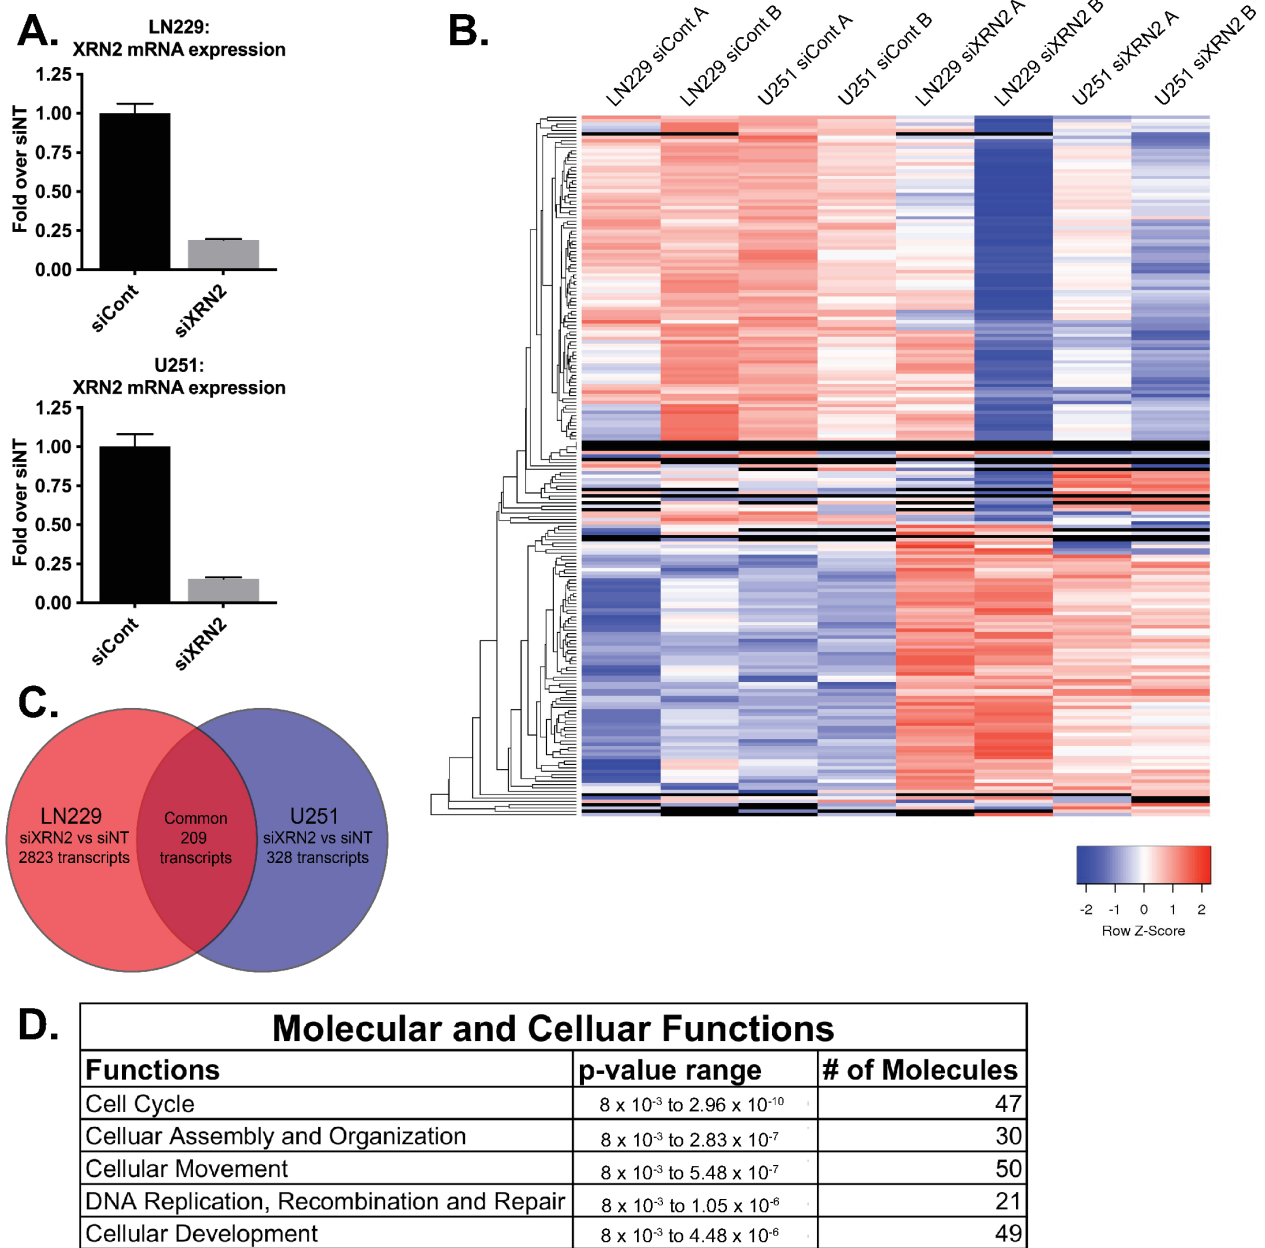 A.
LN229:
XRN2 mRNA expression
Fold over siNT
1.25
1.00
0.75
0.50
0.25
0.00
siCont
siXRN2
U251:
XRN2 mRNA expression
Fold over siNT
1.25
1.00
0.75
0.50
0.25
0.00
siCont
siXRN2
B.
LN229 siCont A
LN229 siCont B
U251 siCont A
U251 siCont B
LN229 siXRN2 A
LN229 siXRN2 B
U251 siXRN2 A
U251 siXRN2 B
-2 -1 0 1 2
Row Z-Score
C.
LN229
siXRN2 vs siNT
2823 transcripts
Common
209
transcripts
U251
siXRN2 vs siNT
328 transcripts
D.
Molecular and Celluar Functions
Functions p-value range # of Molecules
Cell Cycle 8 x 10⁻³ to 2.96 x 10⁻¹⁰ 47
Celluar Assembly and Organization 8 x 10⁻³ to 2.83 x 10⁻⁷ 30
Cellular Movement 8 x 10⁻³ to 5.48 x 10⁻⁷ 50
DNA Replication, Recombination and Repair 8 x 10⁻³ to 1.05 x 10⁻⁶ 21
Cellular Development 8 x 10⁻³ to 4.48 x 10⁻⁶ 49